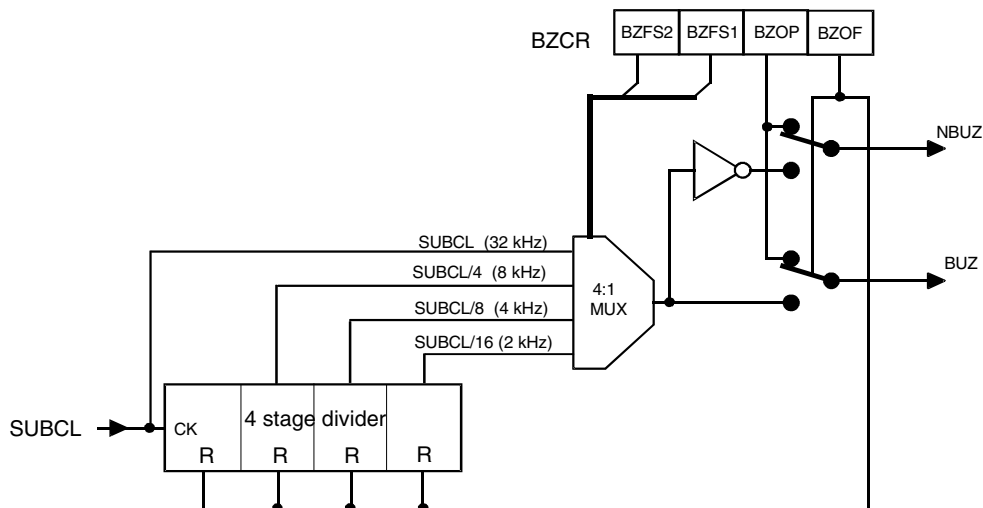 BZCR
BZFS2 BZFS1 BZOP BZOF
NBUZ
SUBCL (32 kHz)
SUBCL/4 (8 kHz)
SUBCL/8 (4 kHz)
SUBCL/16 (2 kHz)
4:1
MUX
BUZ
SUBCL
CK
4 stage divider
R R R R